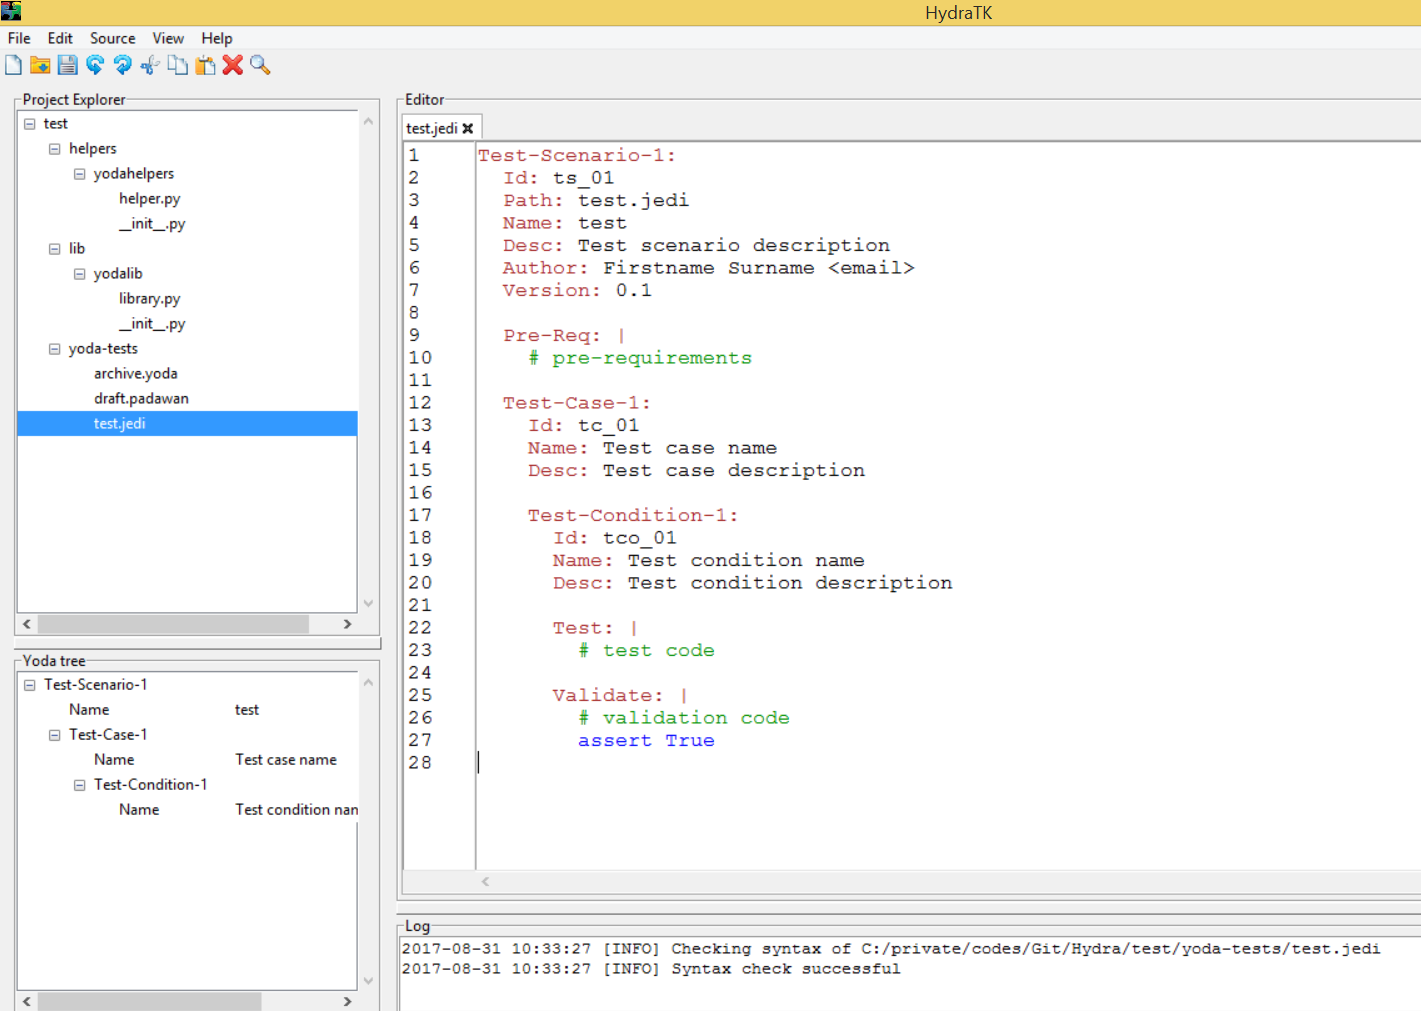 HydraTK
File Edit Source View Help
Project Explorer
test
helpers
yodahelpers
helper.py
__init__.py
lib
yodalib
library.py
__init__.py
yoda-tests
archive.yoda
draft.padawan
test.jedi
Yoda tree
Test-Scenario-1
Name test
Test-Case-1
Name Test case name
Test-Condition-1
Name Test condition nan
Editor
test.jedi
1 Test-Scenario-1:
2 Id: ts_01
3 Path: test.jedi
4 Name: test
5 Desc: Test scenario description
6 Author: Firstname Surname <email>
7 Version: 0.1
8
9 Pre-Req: |
10 # pre-requirements
11
12 Test-Case-1:
13 Id: tc_01
14 Name: Test case name
15 Desc: Test case description
16
17 Test-Condition-1:
18 Id: tco_01
19 Name: Test condition name
20 Desc: Test condition description
21
22 Test: |
23 # test code
24
25 Validate: |
26 # validation code
27 assert True
28
Log
2017-08-31 10:33:27 [INFO] Checking syntax of C:/private/codes/Git/Hydra/test/yoda-tests/test.jedi
2017-08-31 10:33:27 [INFO] Syntax check successful